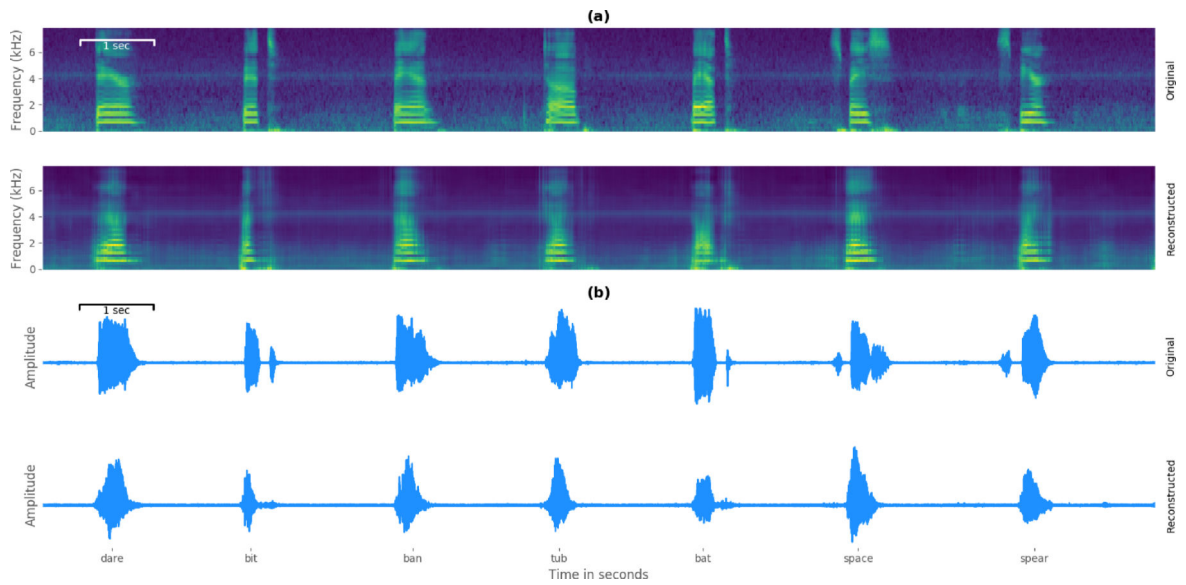 (a)
1 sec
Frequency (kHz)
6
4
2
0
Original
Frequency (kHz)
6
4
2
0
Reconstructed
(b)
1 sec
Amplitude
Original
Amplitude
Reconstructed
dare bit ban tub bat space spear
Time in seconds